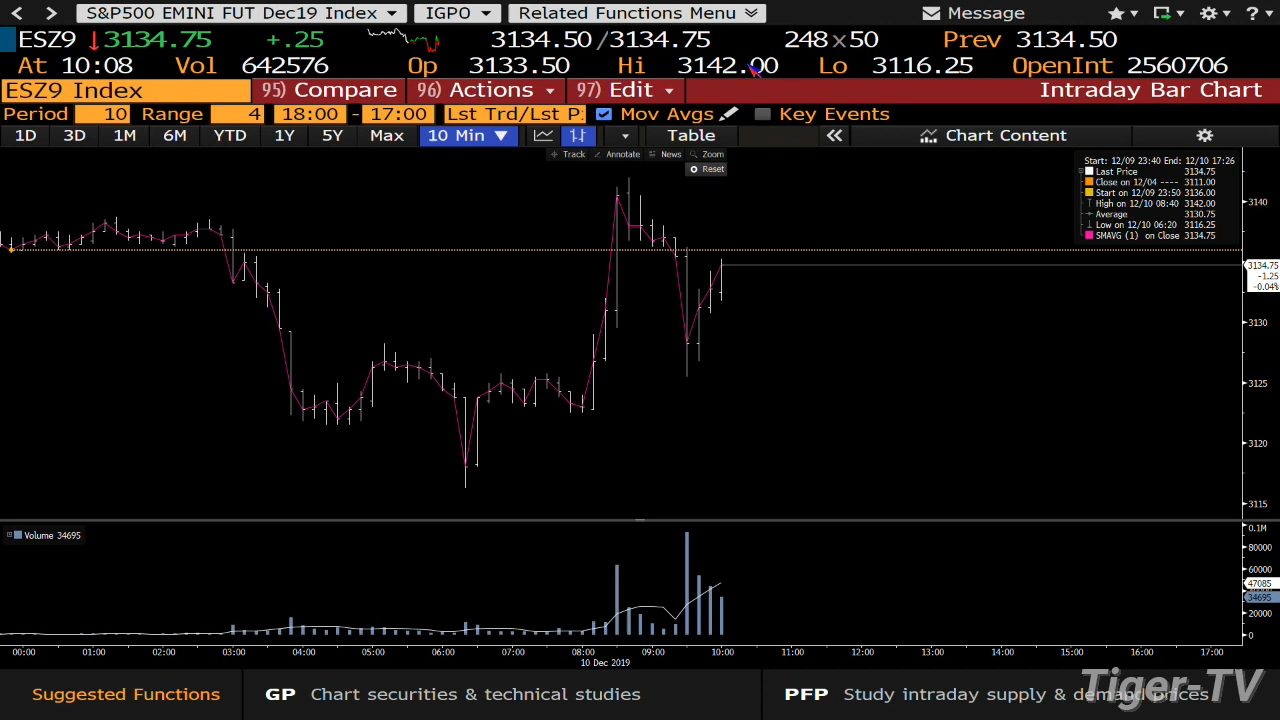 S&P500 EMINI FUT Dec19 Index IGPO Related Functions Menu Message ?
ESZ9 3134.75 +.25 3134.50/3134.75 248x50 Prev 3134.50
At 10:08 Vol 642576 Op 3133.50 Hi 3142.00 Lo 3116.25 OpenInt 2560706
ESZ9 Index 95) Compare 96) Actions 97) Edit Intraday Bar Chart
Period 10 Range 4 18:00 - 17:00 Lst Trd/Lst P Mov Avgs Key Events
1D 3D 1M 6M YTD 1Y 5Y Max 10 Min Table Chart Content
Track Annotate News Zoom
Reset
Start: 12/09 23:40 End: 12/10 17:26
Last Price 3134.75
Close on 12/04 ---- 3111.00
Start on 12/09 23:50 3136.00
High on 12/10 08:40 3142.00
Average 3130.75
Low on 12/10 06:20 3116.25
SMAVG (1) on Close 3134.75
3140
3134.75
-1.25
-0.04%
3130
3125
3120
3115
Volume 34695
0.1M
80000
60000
47085
34695
20000
0
00:00 01:00 02:00 03:00 04:00 05:00 06:00 07:00 08:00 09:00 10:00 11:00 12:00 13:00 14:00 15:00 16:00 17:00
10 Dec 2019
Suggested Functions GP Chart securities & technical studies PFP Study intraday supply & demand prices
Tiger-TV